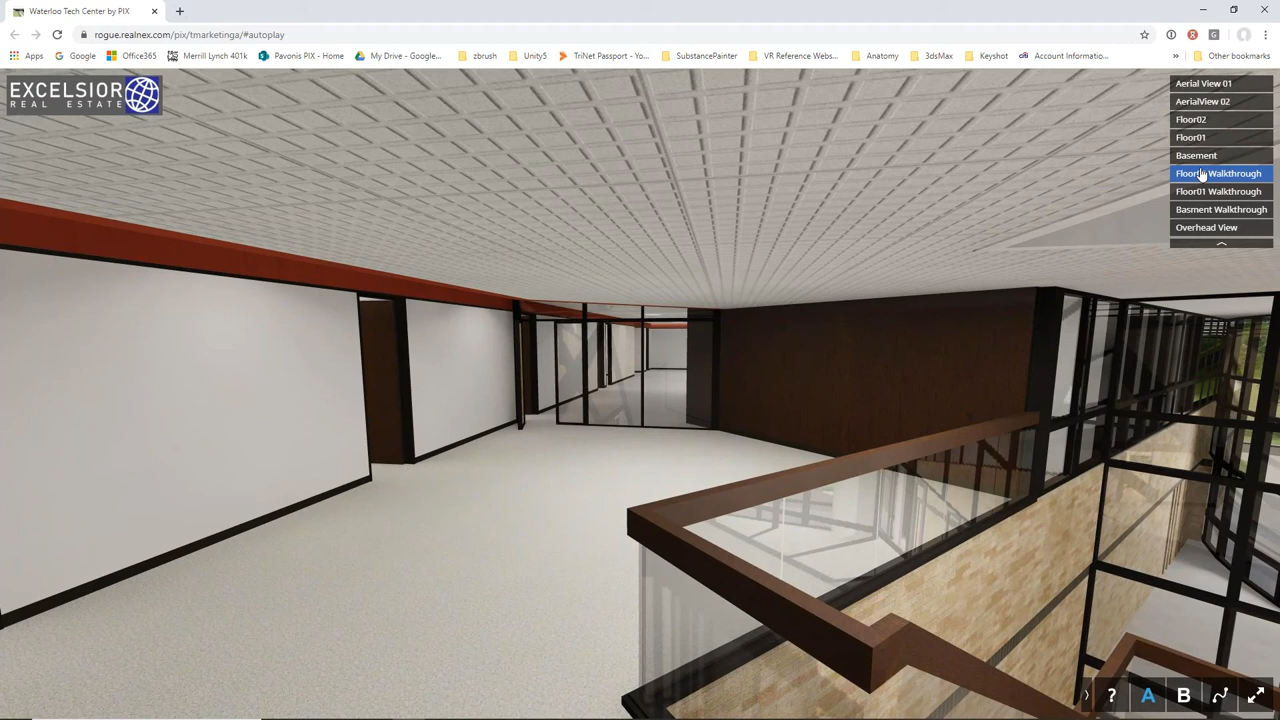 Waterloo Tech Center by PIX
rogue.realnex.com/pix/tmarketinga/#autoplay
Apps Google Office365 Merrill Lynch 401k Pavonis PIX - Home My Drive - Google... zbrush Unity5 TriNet Passport - Yo... SubstancePainter VR Reference Webs... Anatomy 3dsMax Keyshot Account Informatio... » Other bookmarks
EXCELSIOR
REAL ESTATE
Aerial View 01
AerialView 02
Floor02
Floor01
Basement
Walkthrough
Floor01 Walkthrough
Basment Walkthrough
Overhead View
? A B